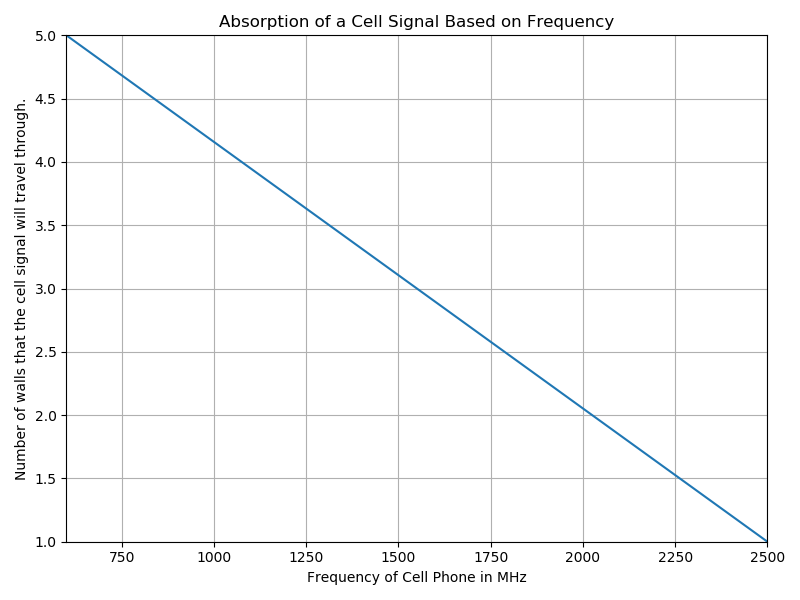 Absorption of a Cell Signal Based on Frequency
Number of walls that the cell signal will travel through.
5.0
4.5
4.0
3.5
3.0
2.5
2.0
1.5
1.0
750 1000 1250 1500 1750 2000 2250 2500
Frequency of Cell Phone in MHz